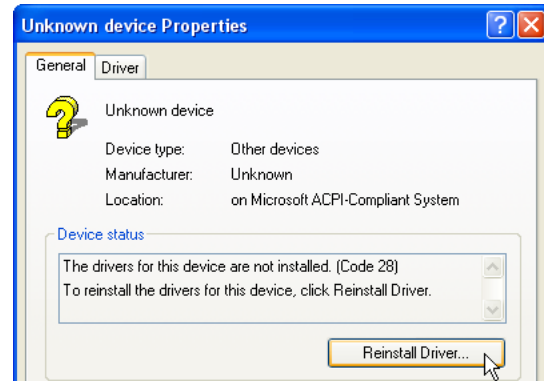 Unknown device Properties
General Driver
Unknown device
Device type: Other devices
Manufacturer: Unknown
Location: on Microsoft ACPI-Compliant System
Device status
The drivers for this device are not installed. (Code 28)
To reinstall the drivers for this device, click Reinstall Driver.
Reinstall Driver...